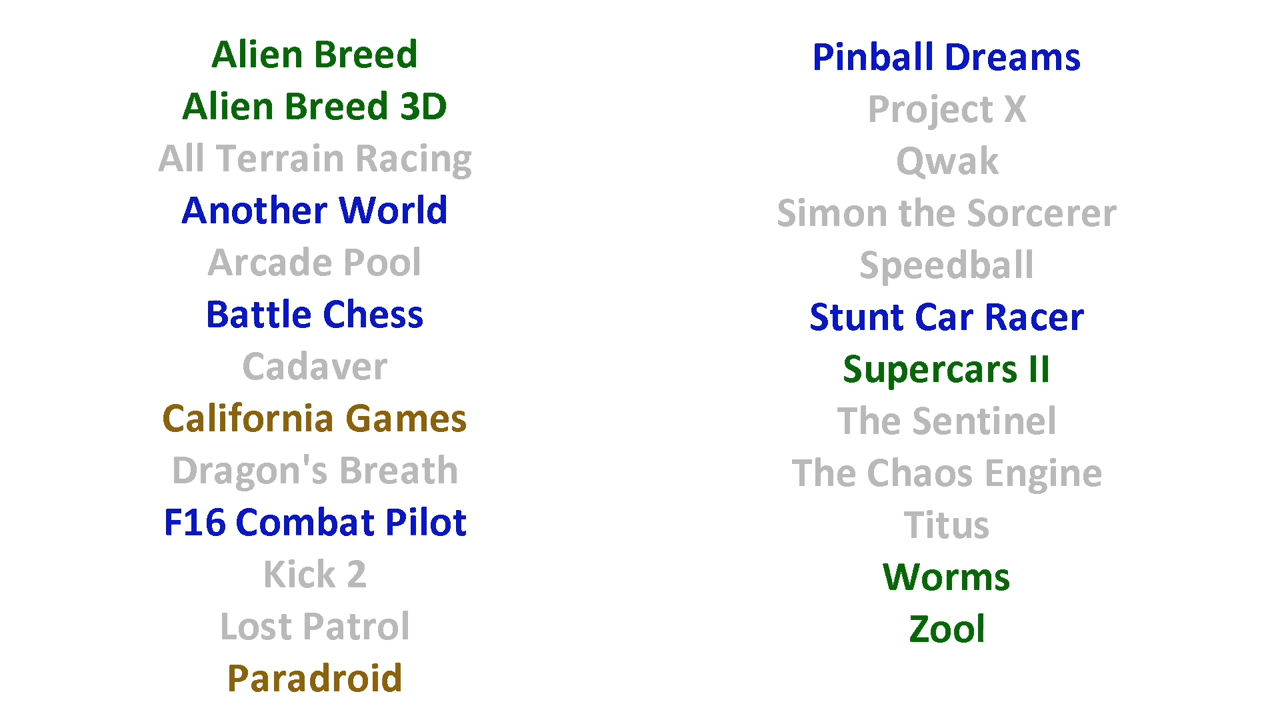 Alien Breed
Alien Breed 3D
All Terrain Racing
Another World
Arcade Pool
Battle Chess
Cadaver
California Games
Dragon's Breath
F16 Combat Pilot
Kick 2
Lost Patrol
Paradroid
Pinball Dreams
Project X
Qwak
Simon the Sorcerer
Speedball
Stunt Car Racer
Supercars II
The Sentinel
The Chaos Engine
Titus
Worms
Zool